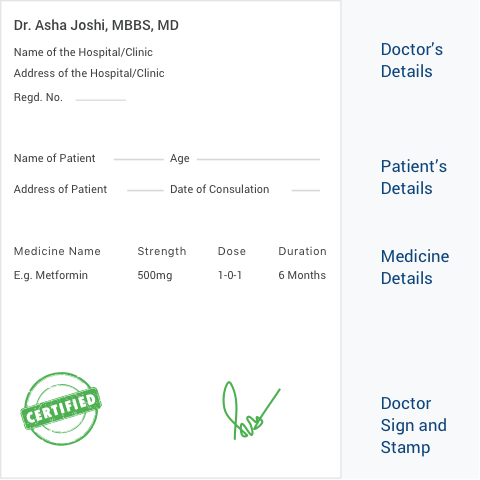 Dr. Asha Joshi, MBBS, MD
Name of the Hospital/Clinic
Address of the Hospital/Clinic
Regd. No.
Doctor's
Details
Name of Patient Age
Address of Patient Date of Consulation
Patient's
Details
Medicine Name Strength Dose Duration
E.g. Metformin 500mg 1-0-1 6 Months
Medicine
Details
CERTIFIED
Doctor
Sign and
Stamp